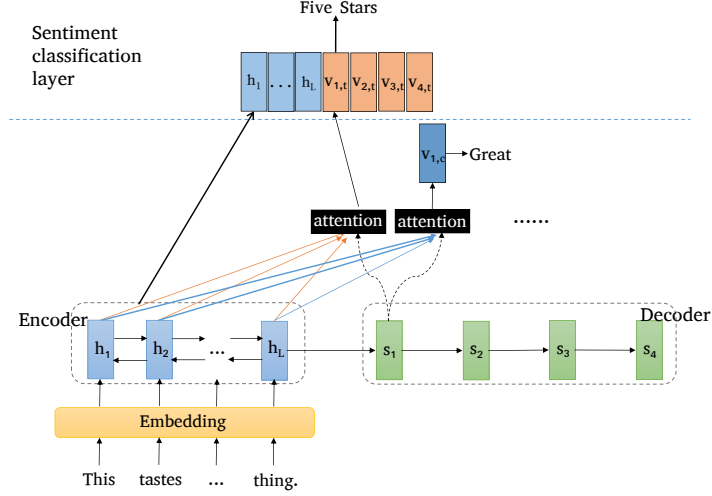 Five Stars
Sentiment
classification
layer
h1 ... hL v1,t v2,t v3,t v4,t
v1,c Great
attention attention ......
Encoder Decoder
h1 h2 ... hL s1 s2 s3 s4
Embedding
This tastes ... thing.